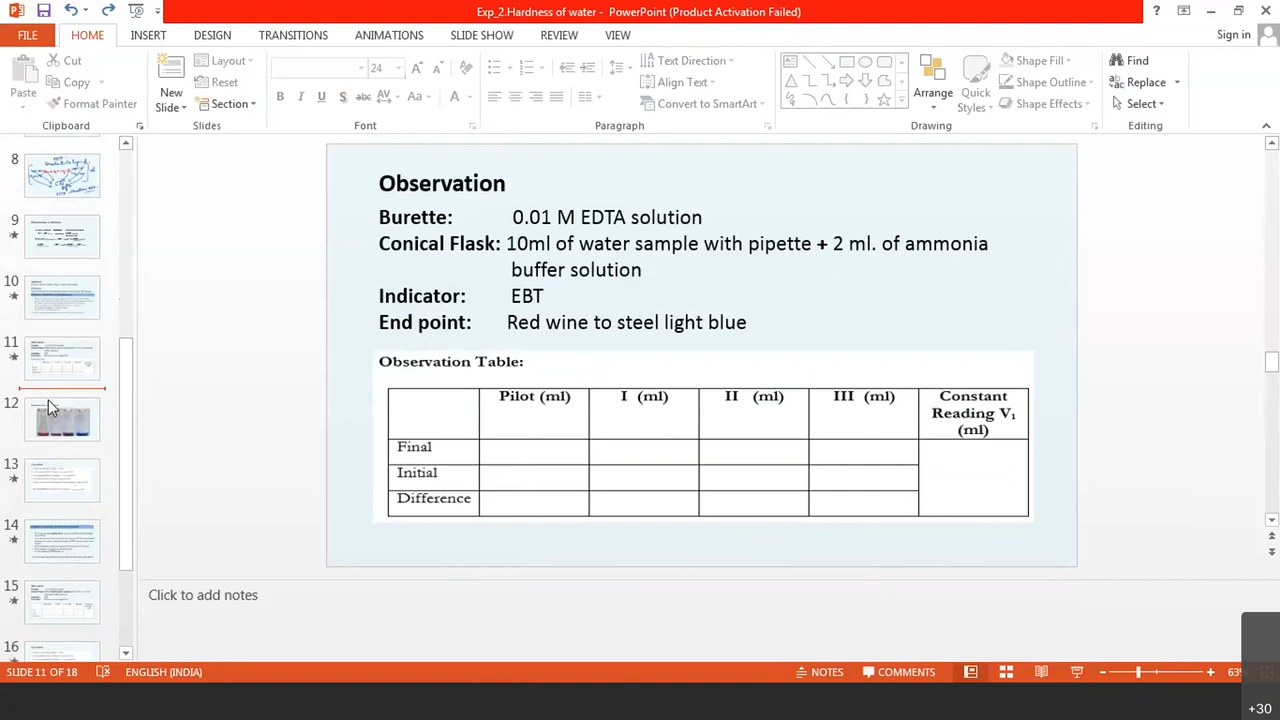 Exp_2.Hardness of water - PowerPoint (Product Activation Failed)
FILE HOME INSERT DESIGN TRANSITIONS ANIMATIONS SLIDE SHOW REVIEW VIEW Sign in
Paste
Cut
Copy
Format Painter
Clipboard
New Slide
Layout
Reset
Section
Slides
24
B I U S abc AV Aa A
Font
Text Direction
Align Text
Convert to SmartArt
Paragraph
Arrange
Quick Styles
Shape Fill
Shape Outline
Shape Effects
Drawing
Find
Replace
Select
Editing
8
9
10
11
12
13
14
15
16
Observation
Burette: 0.01 M EDTA solution
Conical Flask: 10ml of water sample with pipette + 2 ml. of ammonia
buffer solution
Indicator: EBT
End point: Red wine to steel light blue
Observation Table:
Pilot (ml) I (ml) II (ml) III (ml) Constant
Reading V₁
(ml)
Final
Initial
Difference
Click to add notes
SLIDE 11 OF 18 ENGLISH (INDIA) NOTES COMMENTS 63%
+30